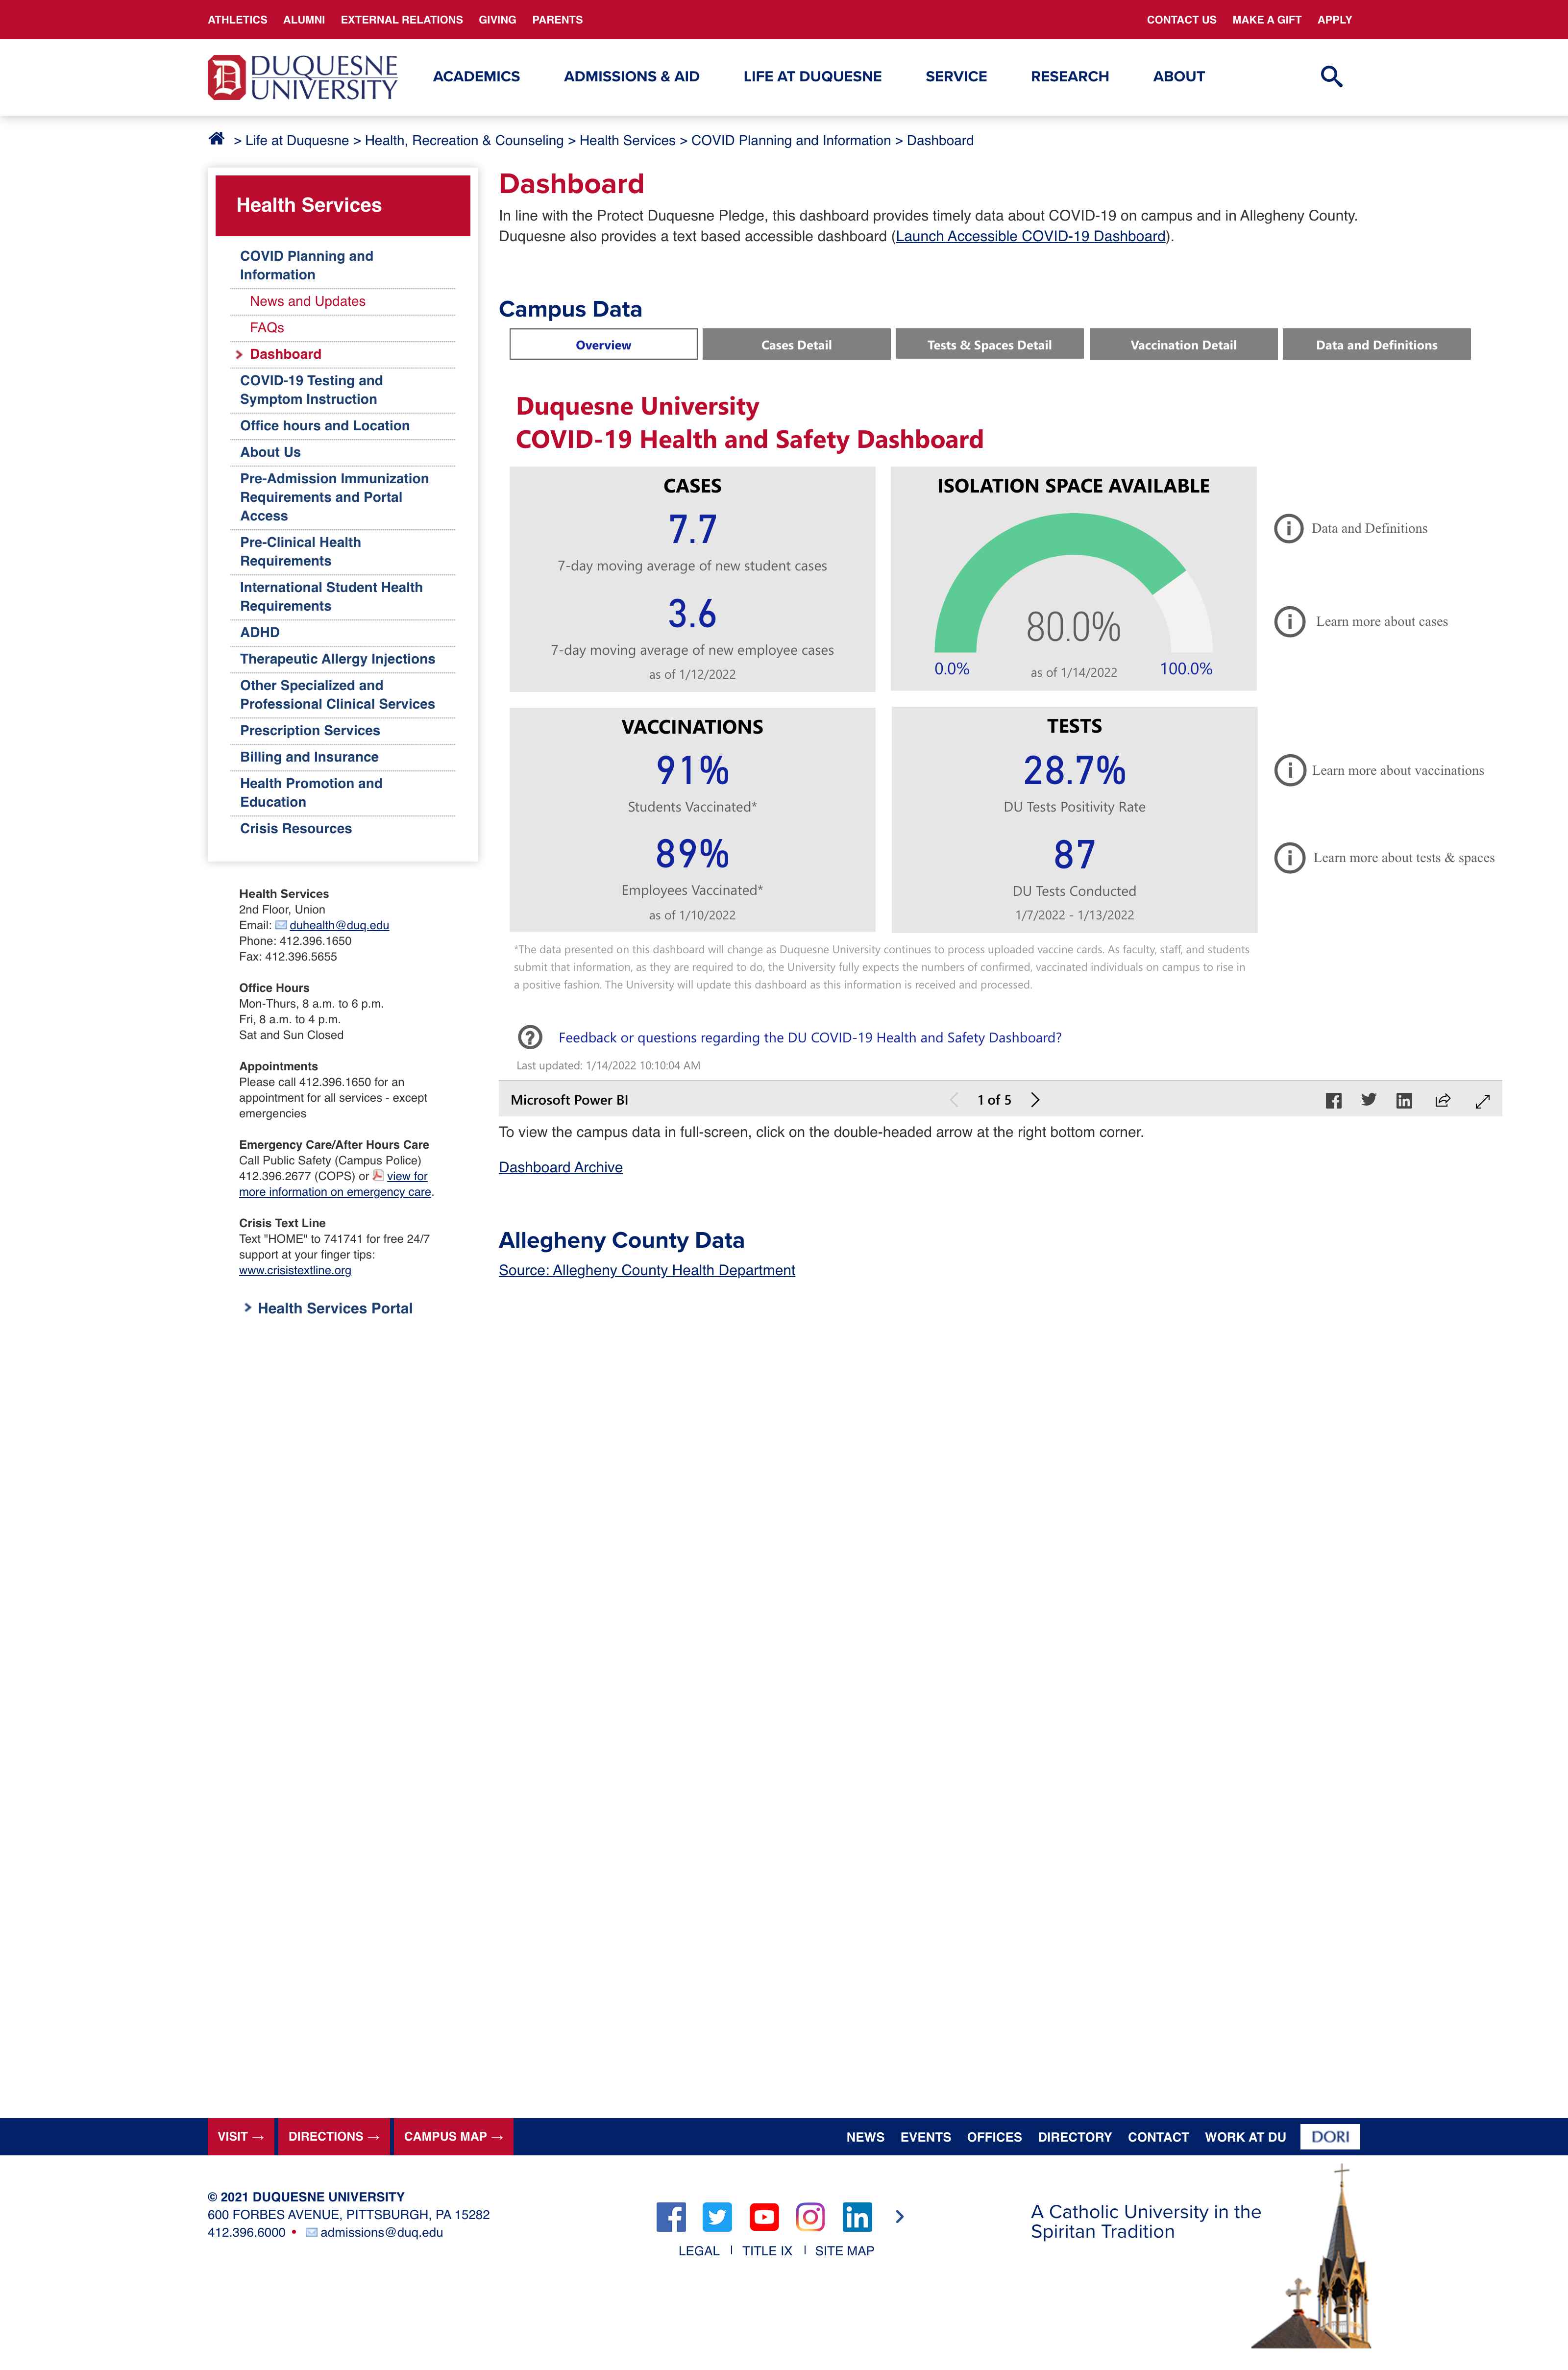 ATHLETICS ALUMNI EXTERNAL RELATIONS GIVING PARENTS CONTACT US MAKE A GIFT APPLY
DUQUESNE
UNIVERSITY
ACADEMICS ADMISSIONS & AID LIFE AT DUQUESNE SERVICE RESEARCH ABOUT
> Life at Duquesne > Health, Recreation & Counseling > Health Services > COVID Planning and Information > Dashboard
Health Services
COVID Planning and
Information
News and Updates
FAQs
Dashboard
COVID-19 Testing and
Symptom Instruction
Office hours and Location
About Us
Pre-Admission Immunization
Requirements and Portal
Access
Pre-Clinical Health
Requirements
International Student Health
Requirements
ADHD
Therapeutic Allergy Injections
Other Specialized and
Professional Clinical Services
Prescription Services
Billing and Insurance
Health Promotion and
Education
Crisis Resources
Health Services
2nd Floor, Union
Email: duhealth@duq.edu
Phone: 412.396.1650
Fax: 412.396.5655
Office Hours
Mon-Thurs, 8 a.m. to 6 p.m.
Fri, 8 a.m. to 4 p.m.
Sat and Sun Closed
Appointments
Please call 412.396.1650 for an
appointment for all services - except
emergencies
Emergency Care/After Hours Care
Call Public Safety (Campus Police)
412.396.2677 (COPS) or view for
more information on emergency care.
Crisis Text Line
Text "HOME" to 741741 for free 24/7
support at your finger tips:
www.crisistextline.org
Health Services Portal
Dashboard
In line with the Protect Duquesne Pledge, this dashboard provides timely data about COVID-19 on campus and in Allegheny County.
Duquesne also provides a text based accessible dashboard (Launch Accessible COVID-19 Dashboard).
Campus Data
Overview Cases Detail Tests & Spaces Detail Vaccination Detail Data and Definitions
Duquesne University
COVID-19 Health and Safety Dashboard
CASES
7.7
7-day moving average of new student cases
3.6
7-day moving average of new employee cases
as of 1/12/2022
ISOLATION SPACE AVAILABLE
80.0%
0.0% as of 1/14/2022 100.0%
Data and Definitions
Learn more about cases
VACCINATIONS
91%
Students Vaccinated*
89%
Employees Vaccinated*
as of 1/10/2022
TESTS
28.7%
DU Tests Positivity Rate
87
DU Tests Conducted
1/7/2022 - 1/13/2022
Learn more about vaccinations
Learn more about tests & spaces
*The data presented on this dashboard will change as Duquesne University continues to process uploaded vaccine cards. As faculty, staff, and students
submit that information, as they are required to do, the University fully expects the numbers of confirmed, vaccinated individuals on campus to rise in
a positive fashion. The University will update this dashboard as this information is received and processed.
Feedback or questions regarding the DU COVID-19 Health and Safety Dashboard?
Last updated: 1/14/2022 10:10:04 AM
Microsoft Power BI 1 of 5
To view the campus data in full-screen, click on the double-headed arrow at the right bottom corner.
Dashboard Archive
Allegheny County Data
Source: Allegheny County Health Department
VISIT → DIRECTIONS → CAMPUS MAP → NEWS EVENTS OFFICES DIRECTORY CONTACT WORK AT DU DORI
© 2021 DUQUESNE UNIVERSITY
600 FORBES AVENUE, PITTSBURGH, PA 15282
412.396.6000 • admissions@duq.edu
LEGAL | TITLE IX | SITE MAP
A Catholic University in the
Spiritan Tradition